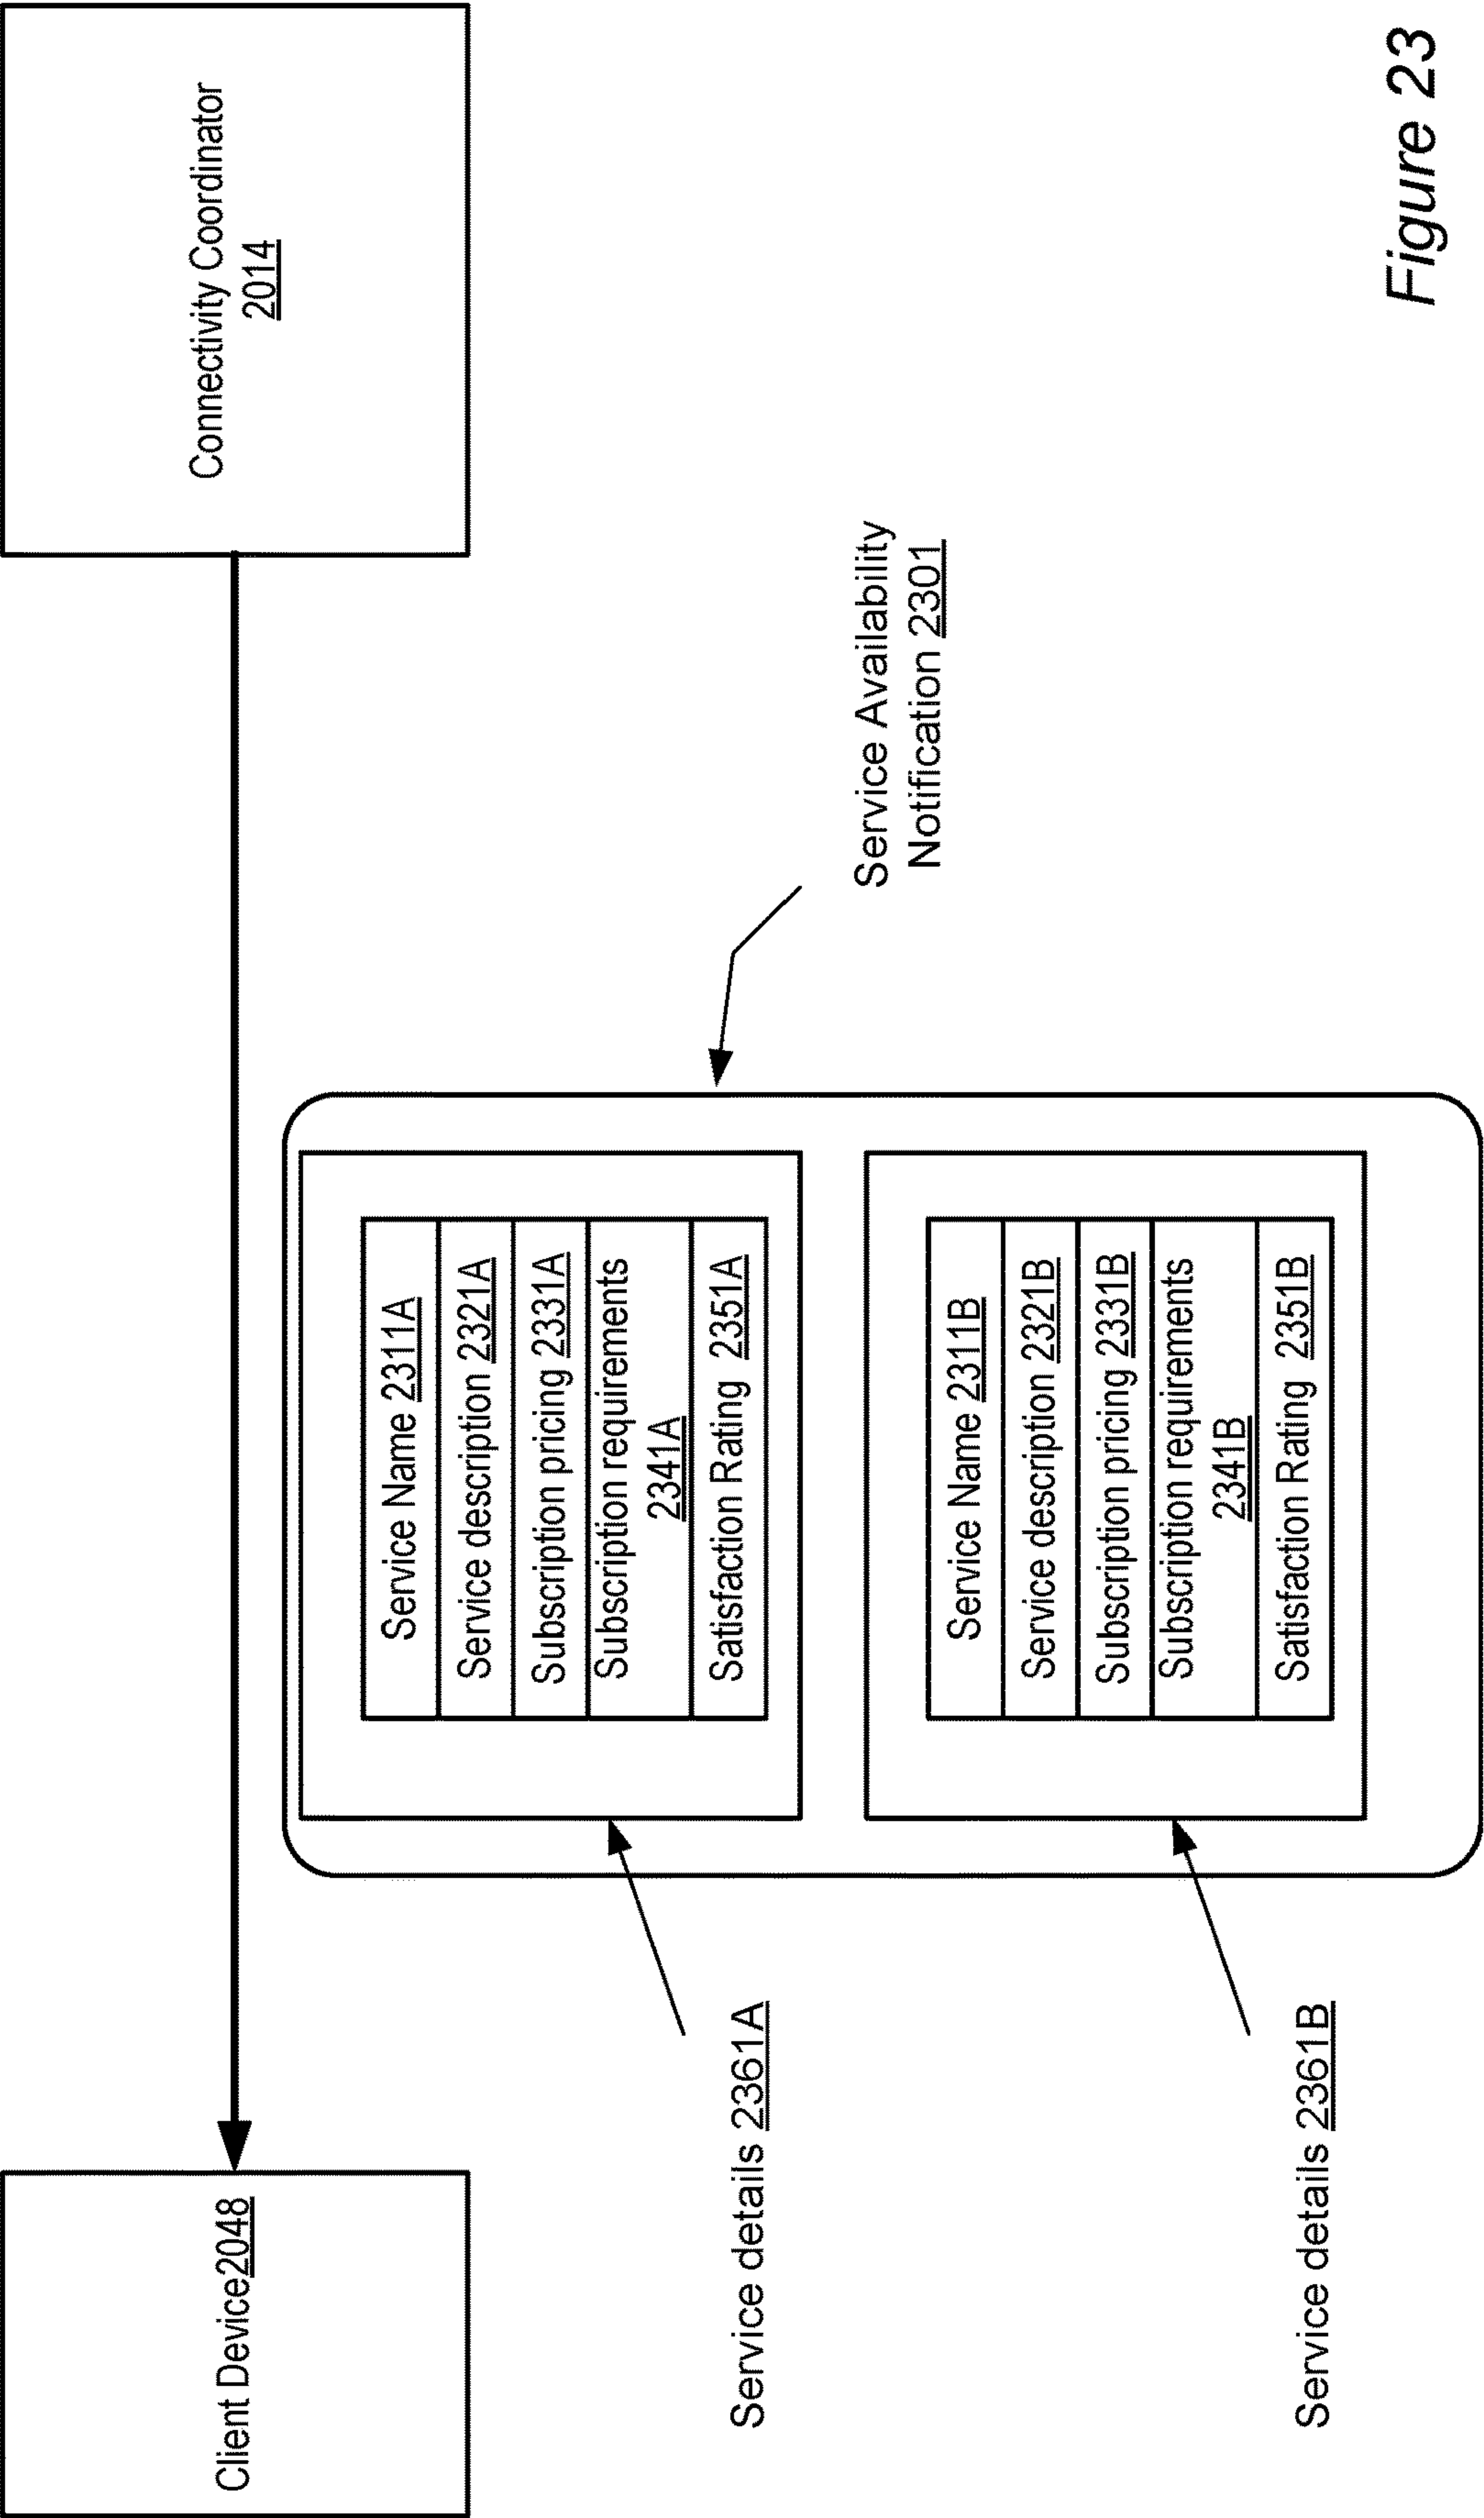 Client Device2048
Connectivity Coordinator
2014
Service Name 2311A
Service description 2321A
Subscription pricing 2331A
Subscription requirements
2341A
Satisfaction Rating 2351A
Service details 2361A
Service Availability
Notification 2301
Service Name 2311B
Service description 2321B
Subscription pricing 2331B
Subscription requirements
2341B
Satisfaction Rating 2351B
Service details 2361B
Figure 23